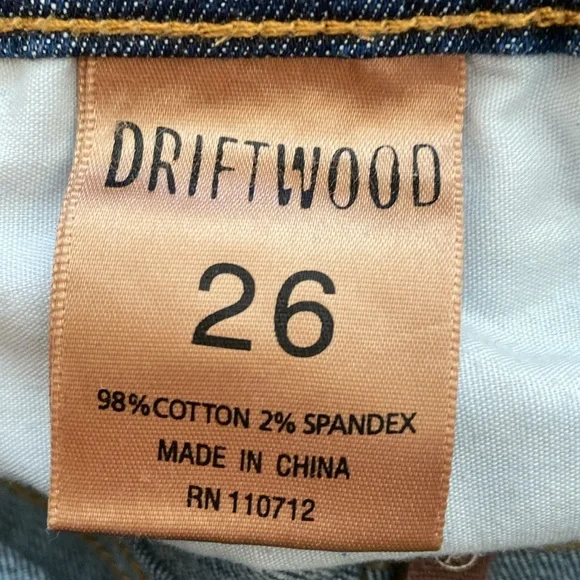 DRIFTWOOD
26
98%COTTON 2% SPANDEX
MADE IN CHINA
RN 110712